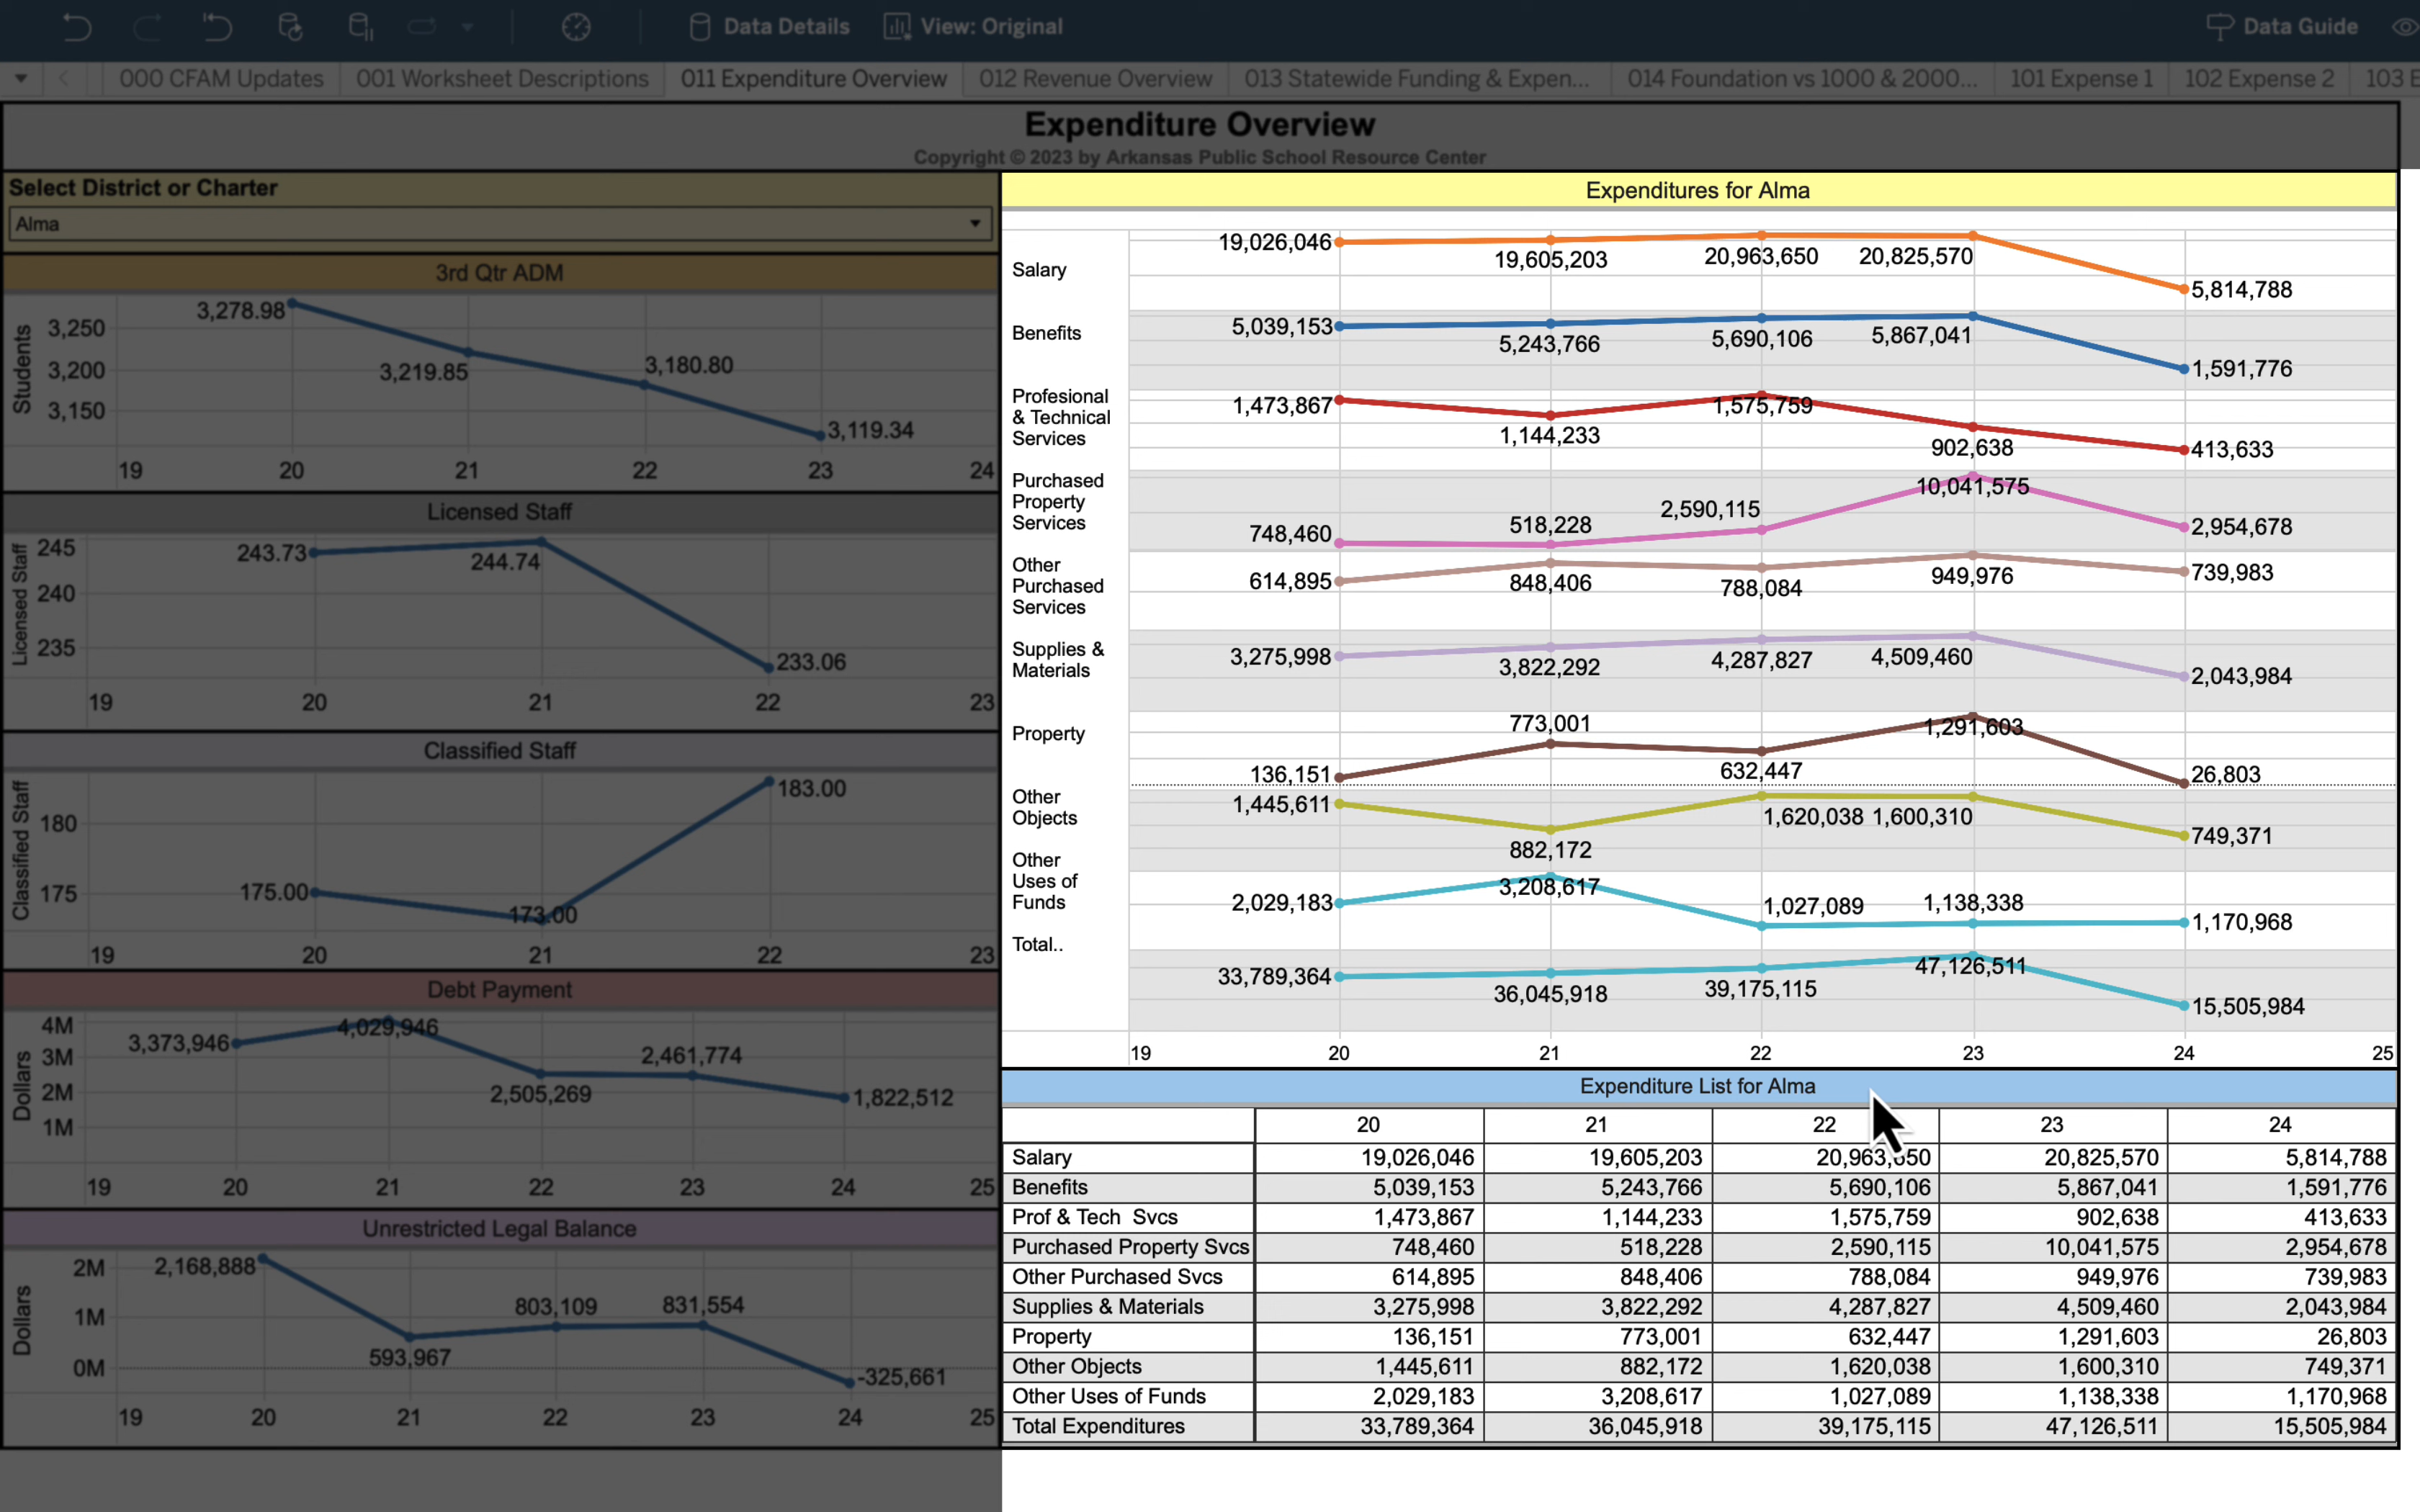 Data Details View: Original Data Guide
000 CFAM Updates 001 Worksheet Descriptions 011 Expenditure Overview 012 Revenue Overview 013 Statewide Funding & Expen... 014 Foundation vs 1000 & 2000... 101 Expense 1 102 Expense 2 103 E
Expenditure Overview
Copyright © 2023 by Arkansas Public School Resource Center
Select District or Charter
Alma
3rd Qtr ADM
Students
3,250
3,200
3,150
3,278.98
3,219.85
3,180.80
3,119.34
19 20 21 22 23 24
Licensed Staff
Licensed Staff
245
240
235
243.73
244.74
233.06
19 20 21 22 23
Classified Staff
Classified Staff
180
175
175.00
173.00
183.00
19 20 21 22 23
Debt Payment
Dollars
4M
3M
2M
1M
3,373,946
4,029,946
2,505,269
2,461,774
1,822,512
19 20 21 22 23 24 25
Unrestricted Legal Balance
Dollars
2M
1M
0M
2,168,888
593,967
803,109
831,554
-325,661
19 20 21 22 23 24 25
Expenditures for Alma
Salary
19,026,046 19,605,203 20,963,650 20,825,570 5,814,788
Benefits
5,039,153 5,243,766 5,690,106 5,867,041 1,591,776
Profesional
& Technical
Services
1,473,867 1,144,233 1,575,759 902,638 413,633
Purchased
Property
Services
748,460 518,228 2,590,115 10,041,575 2,954,678
Other
Purchased
Services
614,895 848,406 788,084 949,976 739,983
Supplies &
Materials
3,275,998 3,822,292 4,287,827 4,509,460 2,043,984
Property
136,151 773,001 632,447 1,291,603 26,803
Other
Objects
1,445,611 882,172 1,620,038 1,600,310 749,371
Other
Uses of
Funds
2,029,183 3,208,617 1,027,089 1,138,338 1,170,968
Total..
33,789,364 36,045,918 39,175,115 47,126,511 15,505,984
19 20 21 22 23 24 25
Expenditure List for Alma
20 21 22 23 24
Salary 19,026,046 19,605,203 20,963,650 20,825,570 5,814,788
Benefits 5,039,153 5,243,766 5,690,106 5,867,041 1,591,776
Prof & Tech Svcs 1,473,867 1,144,233 1,575,759 902,638 413,633
Purchased Property Svcs 748,460 518,228 2,590,115 10,041,575 2,954,678
Other Purchased Svcs 614,895 848,406 788,084 949,976 739,983
Supplies & Materials 3,275,998 3,822,292 4,287,827 4,509,460 2,043,984
Property 136,151 773,001 632,447 1,291,603 26,803
Other Objects 1,445,611 882,172 1,620,038 1,600,310 749,371
Other Uses of Funds 2,029,183 3,208,617 1,027,089 1,138,338 1,170,968
Total Expenditures 33,789,364 36,045,918 39,175,115 47,126,511 15,505,984